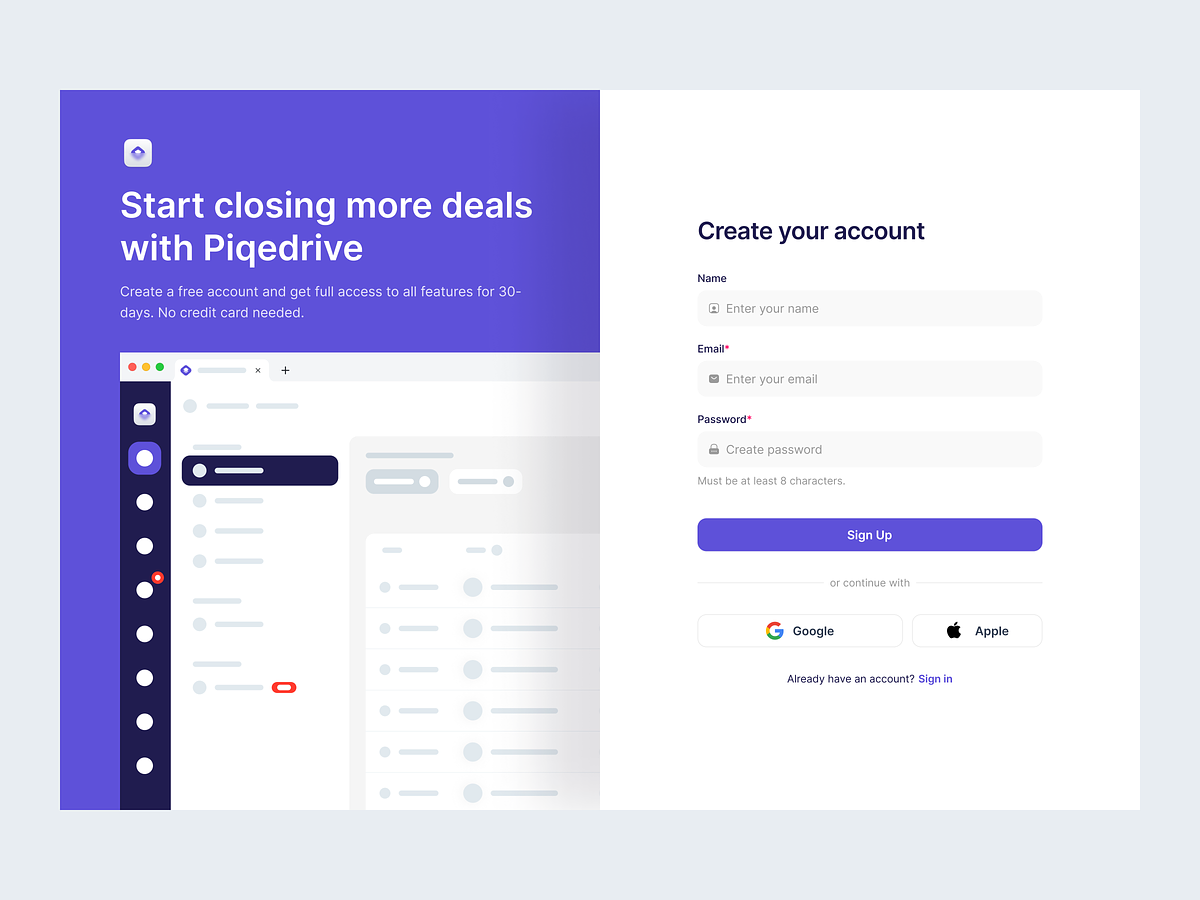 Start closing more deals
with Piqedrive
Create a free account and get full access to all features for 30-
days. No credit card needed.
Create your account
Name
Enter your name
Email*
Enter your email
Password*
Create password
Must be at least 8 characters.
Sign Up
or continue with
Google
Apple
Already have an account? Sign in